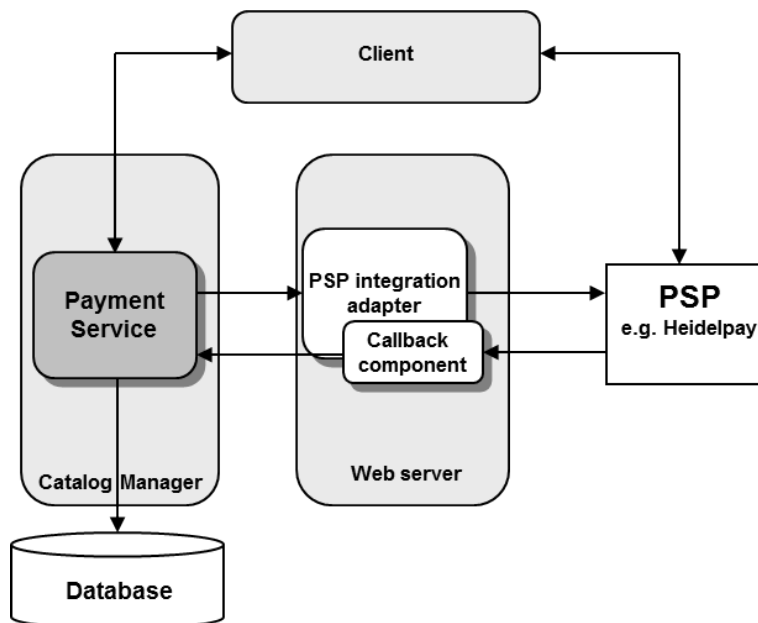 Client
Payment
Service
PSP integration
adapter
Callback
component
PSP
e.g. Heidelpay
Catalog Manager
Web server
Database